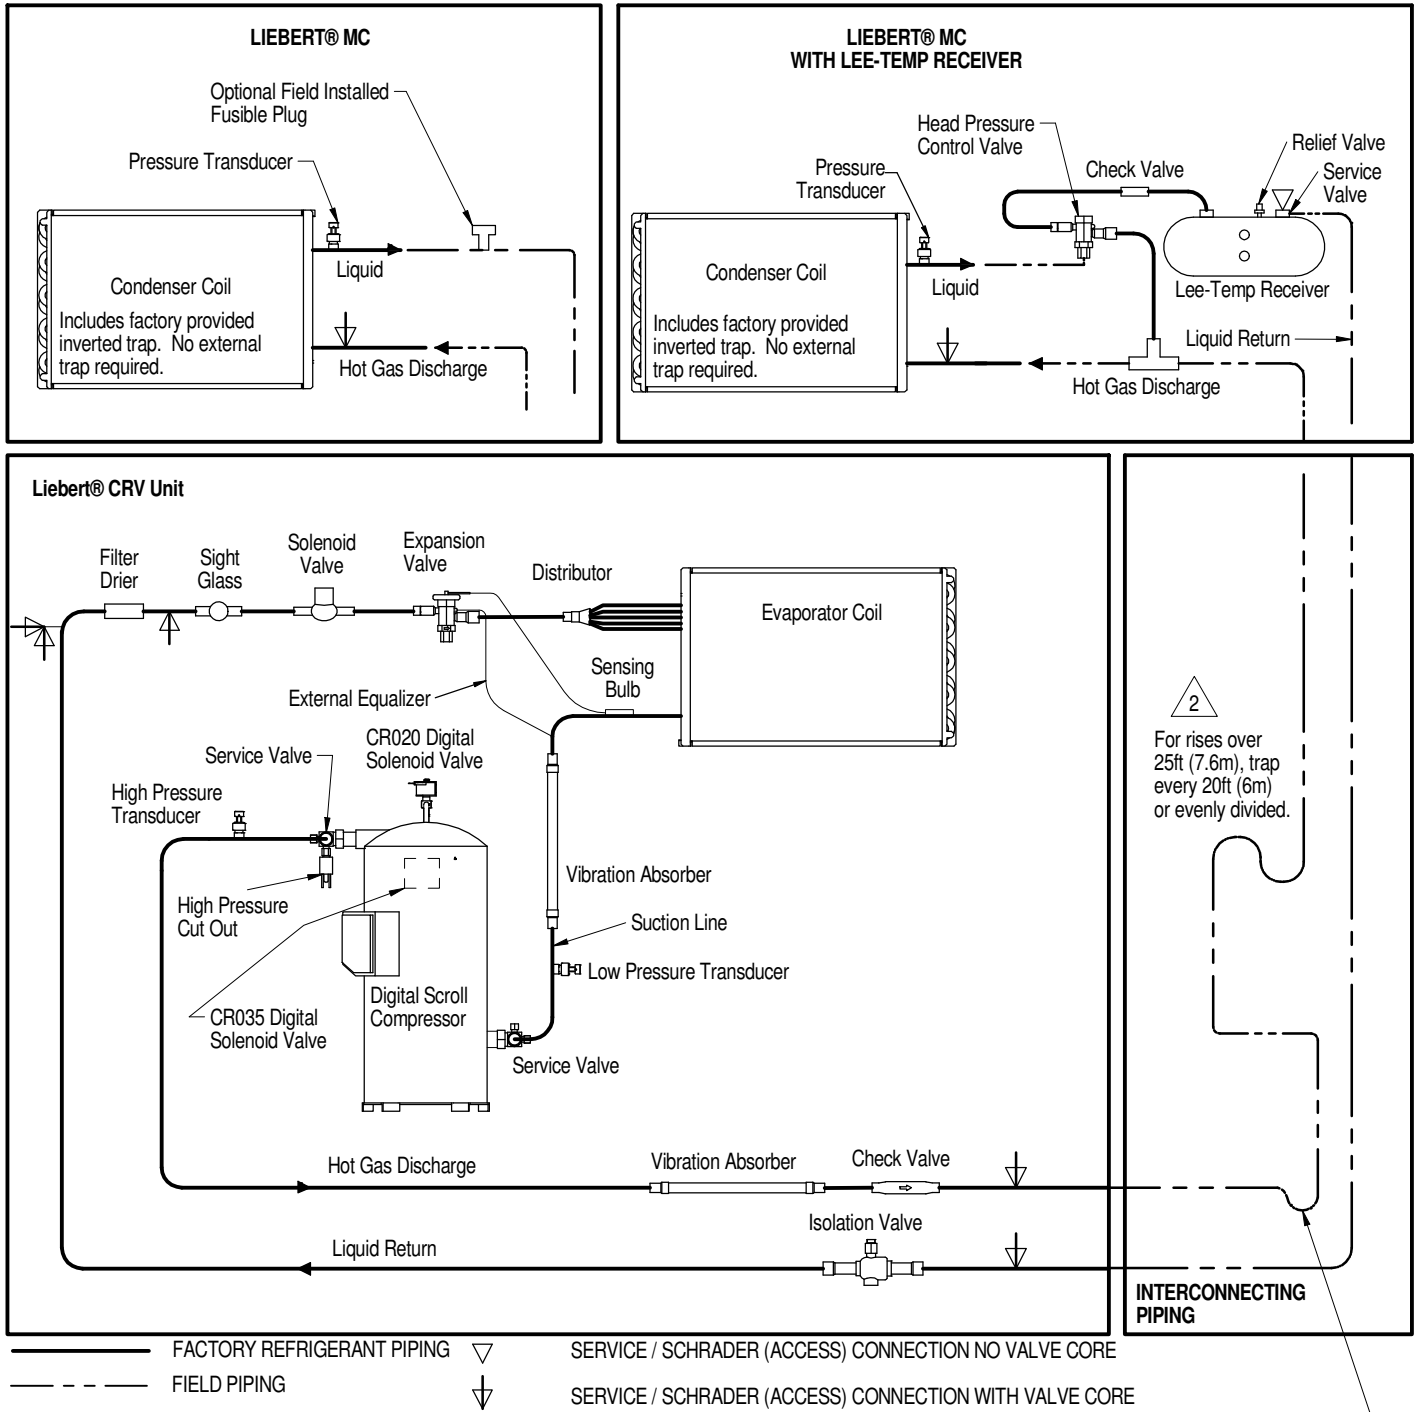 LIEBERT® MC
Optional Field Installed
Fusible Plug
Pressure Transducer
Liquid
Condenser Coil
Includes factory provided
inverted trap. No external
trap required.
Hot Gas Discharge
LIEBERT® MC
WITH LEE-TEMP RECEIVER
Head Pressure
Control Valve
Relief Valve
Check Valve
Service
Valve
Pressure
Transducer
Condenser Coil
Liquid
Lee-Temp Receiver
Includes factory provided
inverted trap. No external
trap required.
Liquid Return
Hot Gas Discharge
Liebert® CRV Unit
Filter
Drier
Sight
Glass
Solenoid
Valve
Expansion
Valve
Distributor
Evaporator Coil
Sensing
Bulb
External Equalizer
CR020 Digital
Solenoid Valve
Service Valve
High Pressure
Transducer
High Pressure
Cut Out
Vibration Absorber
Suction Line
Low Pressure Transducer
Digital Scroll
Compressor
CR035 Digital
Solenoid Valve
Service Valve
Hot Gas Discharge
Vibration Absorber
Check Valve
Isolation Valve
Liquid Return
2
For rises over
25ft (7.6m), trap
every 20ft (6m)
or evenly divided.
INTERCONNECTING
PIPING
FACTORY REFRIGERANT PIPING
SERVICE / SCHRADER (ACCESS) CONNECTION NO VALVE CORE
FIELD PIPING
SERVICE / SCHRADER (ACCESS) CONNECTION WITH VALVE CORE